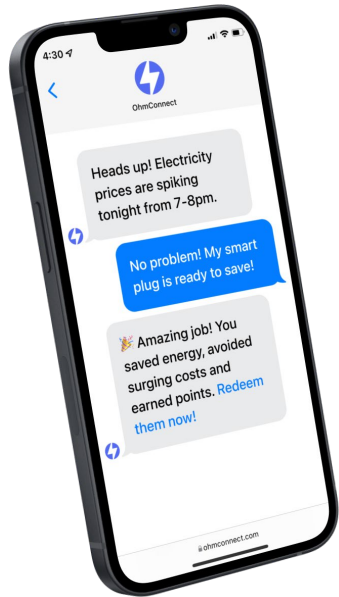 4:30
OhmConnect
Heads up! Electricity
prices are spiking
tonight from 7-8pm.
No problem! My smart
plug is ready to save!
🎉 Amazing job! You
saved energy, avoided
surging costs and
earned points. Redeem
them now!
ohmconnect.com